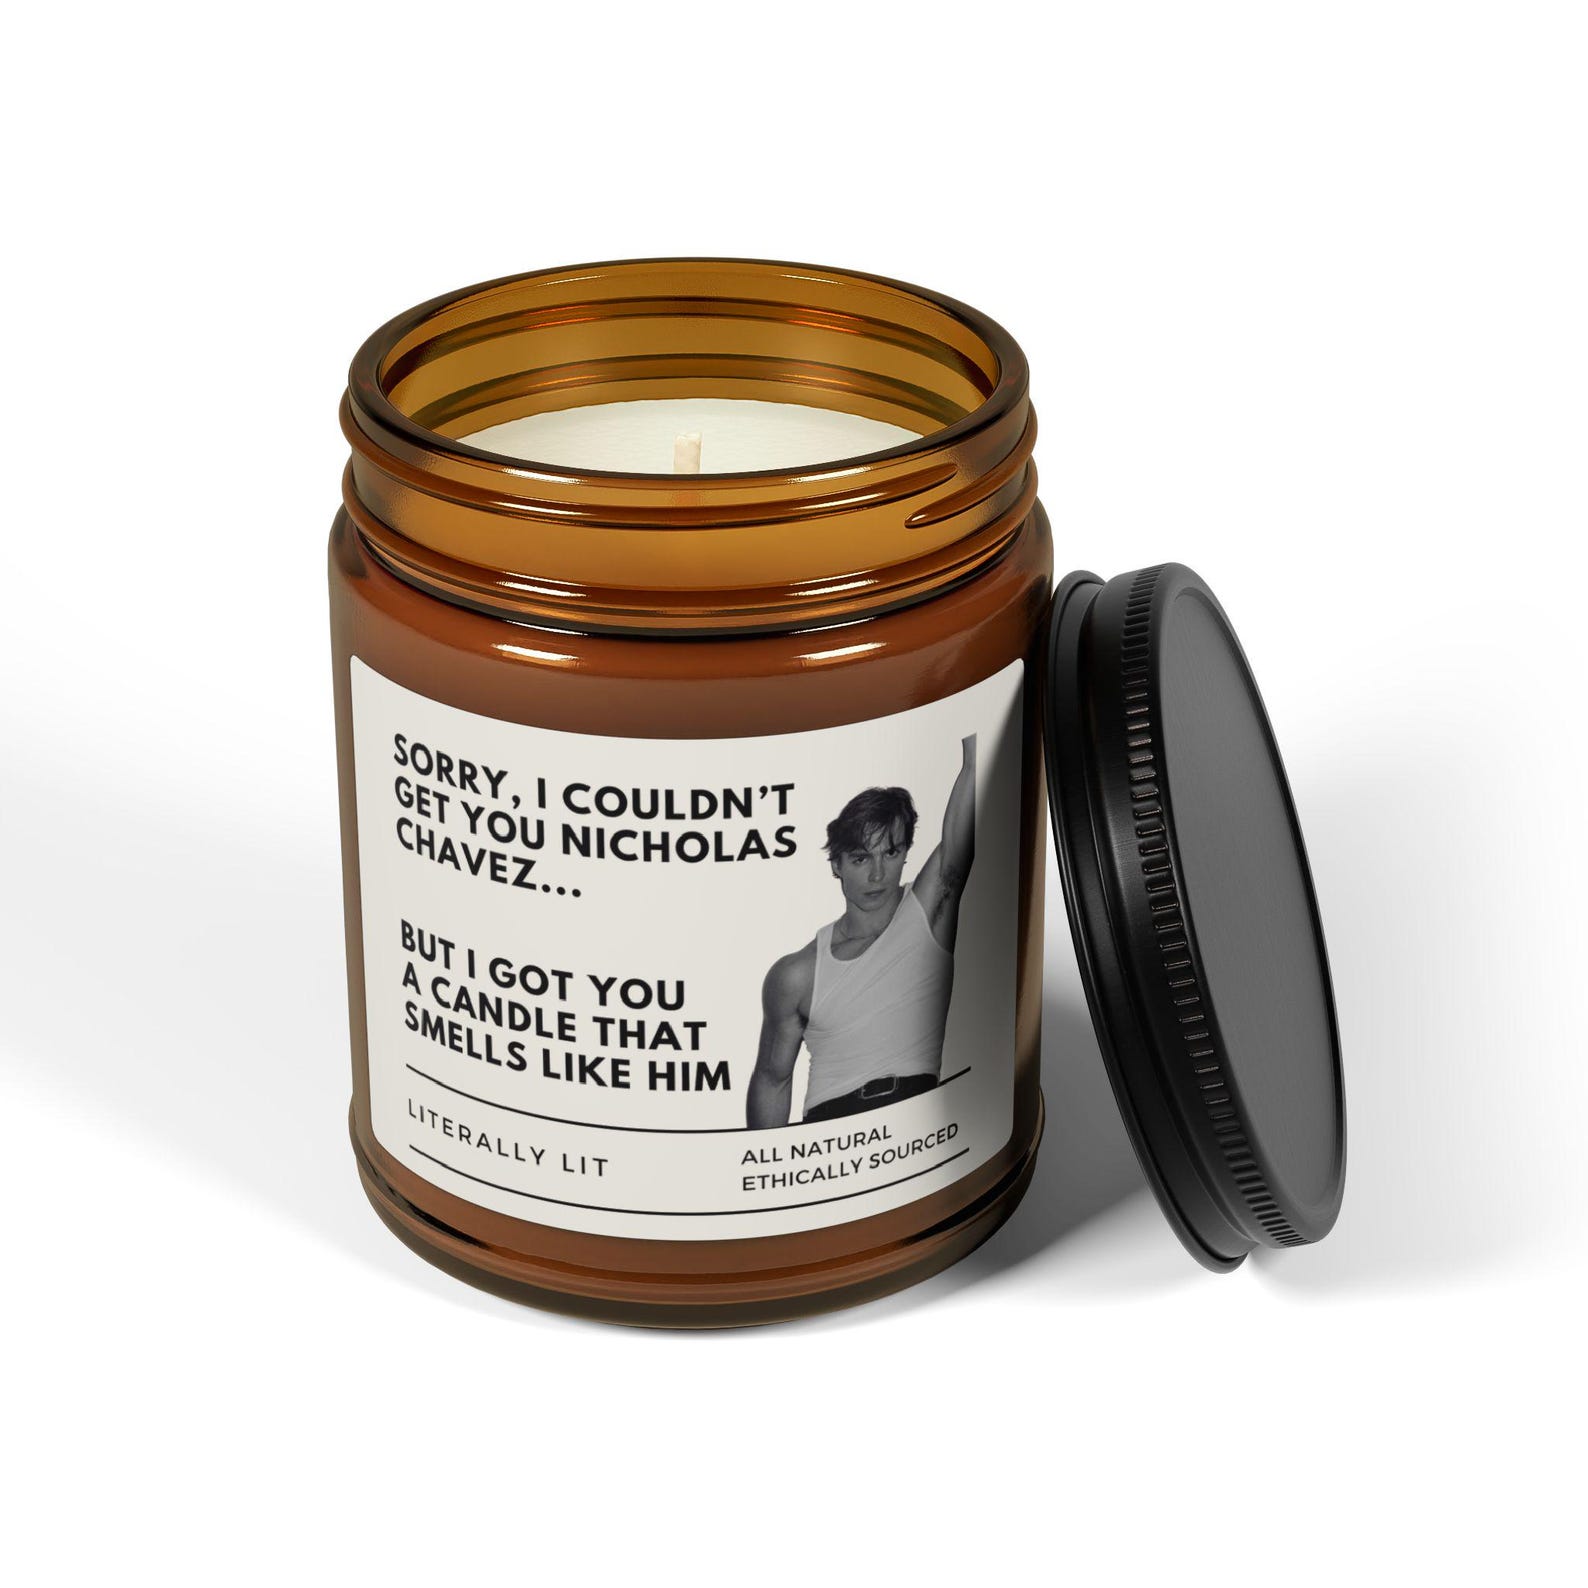 SORRY, I COULDN'T
GET YOU NICHOLAS
CHAVEZ...
BUT I GOT YOU
A CANDLE THAT
SMELLS LIKE HIM
LITERALLY LIT
ALL NATURAL
ETHICALLY SOURCED